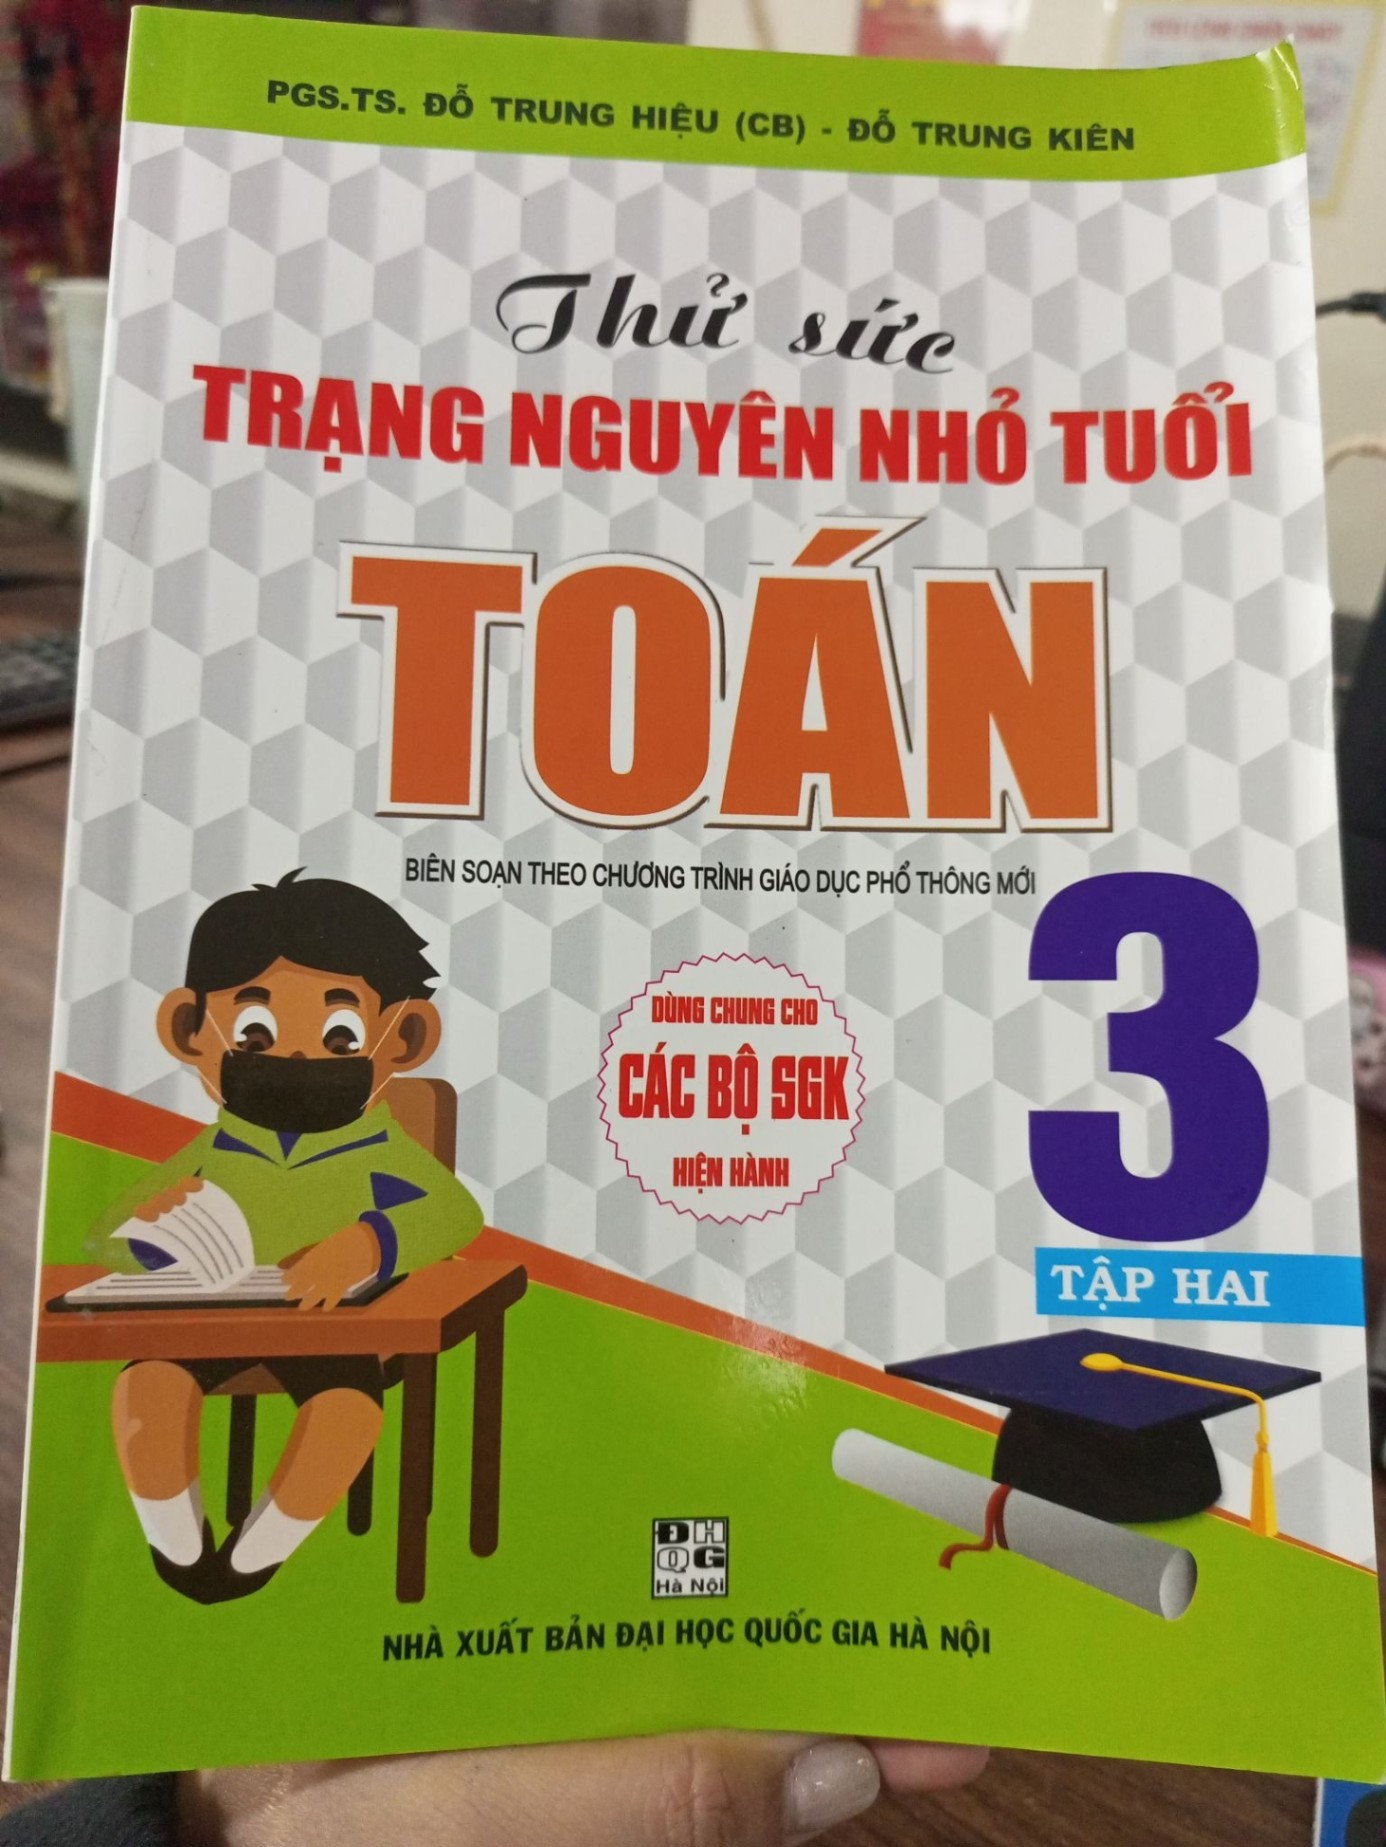 PGS.TS. ĐỖ TRUNG HIỆU (CB) - ĐỖ TRUNG KIÊN
Thử sức
TRẠNG NGUYÊN NHỎ TUỔI
TOÁN
BIÊN SOẠN THEO CHƯƠNG TRÌNH GIÁO DỤC PHỔ THÔNG MỚI
3
DÙNG CHUNG CHO
CÁC BỘ SGK
HIỆN HÀNH
TẬP HAI
ĐH
QG
Hà Nội
NHÀ XUẤT BẢN ĐẠI HỌC QUỐC GIA HÀ NỘI